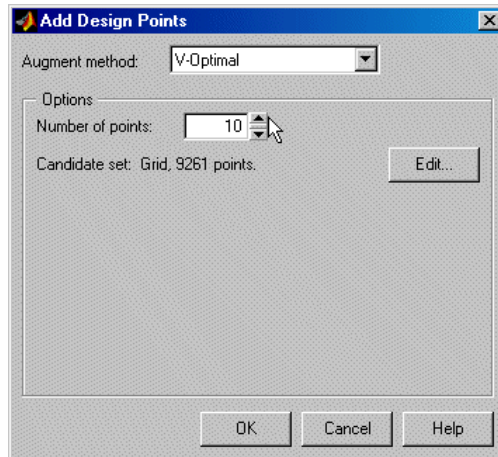 Add Design Points
Augment method: V-Optimal
Options
Number of points: 10
Candidate set: Grid, 9261 points. Edit...
OK Cancel Help